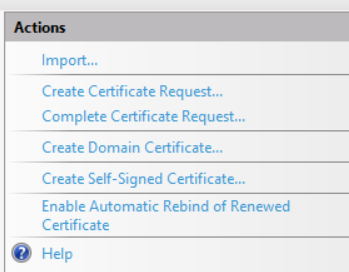 Actions
Import...
Create Certificate Request...
Complete Certificate Request...
Create Domain Certificate...
Create Self-Signed Certificate...
Enable Automatic Rebind of Renewed
Certificate
Help